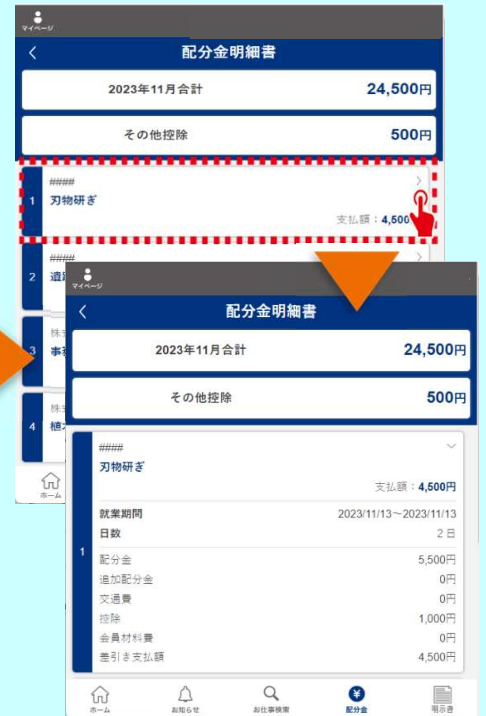 マイページ
配分金明細書
2023年11月合計 24,500円
その他控除 500円
####
1 刃物研ぎ
支払額：4,500
####
2
3
4
ホーム
マイページ
配分金明細書
2023年11月合計 24,500円
その他控除 500円
####
刃物研ぎ
支払額：4,500円
就業期間 2023/11/13～2023/11/13
日数 2日
1
配分金 5,500円
追加配分金 0円
交通費 0円
控除 1,000円
会員材料費 0円
差引き支払額 4,500円
ホーム お知らせ お仕事検索 配分金 明示書